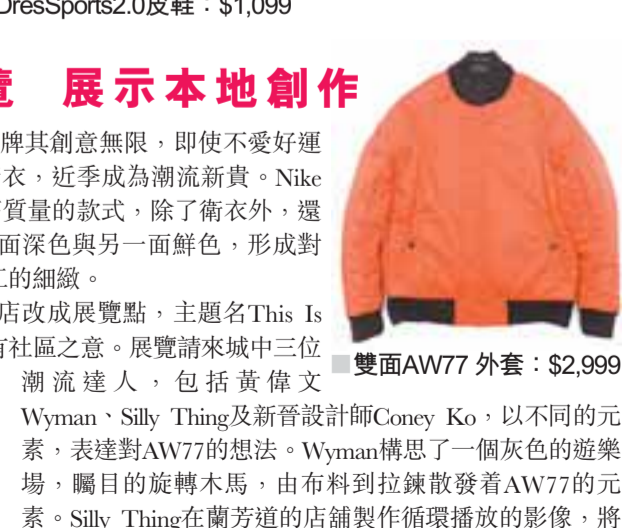 DresSports2.0皮鞋：$1,099
覽 展示本地創作
牌其創意無限，即使不愛好運
衣，近季成為潮流新貴。Nike
質量的款式，除了衛衣外，還
面深色與另一面鮮色，形成對
工的細緻。
店改成展覽點，主題名This Is
有社區之意。展覽請來城中三位
■雙面AW77 外套：$2,999
潮流達人，包括黃偉文
Wyman、Silly Thing及新晉設計師Coney Ko，以不同的元
素，表達對AW77的想法。Wyman構思了一個灰色的遊樂
場，矚目的旋轉木馬，由布料到拉鍊散發着AW77的元
素。Silly Thing在蘭芳道的店舖製作循環播放的影像，將